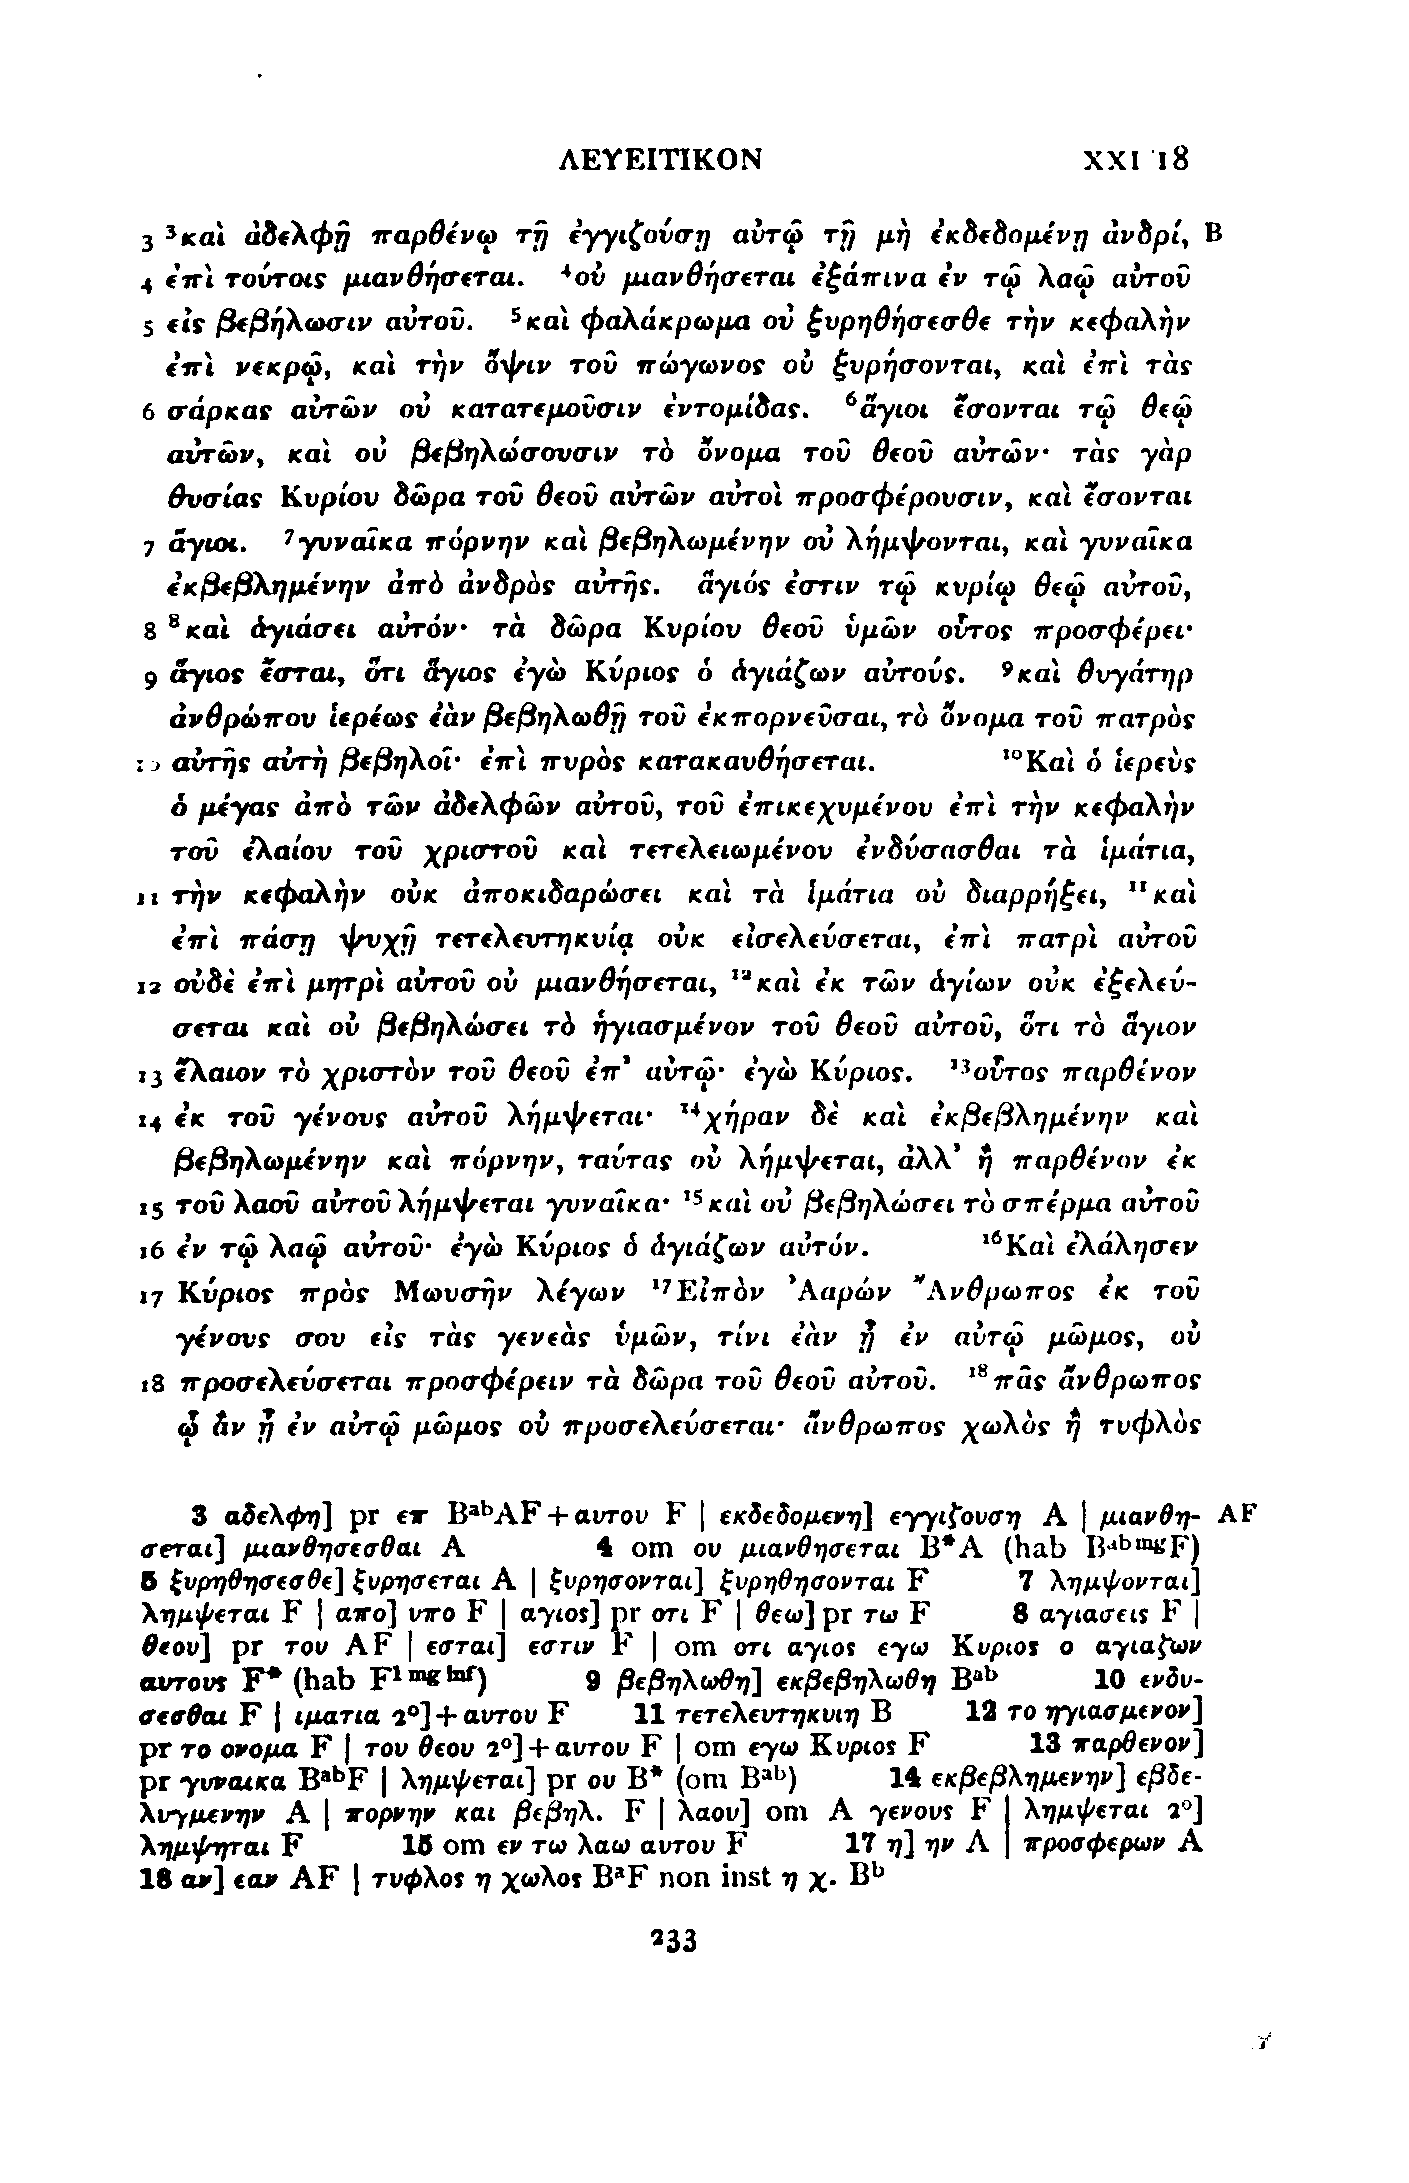 ΛΕΥΕΙΤΙΚΟΝ XXI 18
3 ³καὶ ἀδελφῇ παρθένῳ τῇ ἐγγιζούσῃ αὐτῷ τῇ μὴ ἐκδεδομένῃ ἀνδρί, B
4 ἐπὶ τούτοις μιανθήσεται. ⁴οὐ μιανθήσεται ἐξάπινα ἐν τῷ λαῷ αὐτοῦ
5 εἰς βεβήλωσιν αὐτοῦ. ⁵καὶ φαλάκρωμα οὐ ξυρηθήσεσθε τὴν κεφαλὴν
ἐπὶ νεκρῷ, καὶ τὴν ὄψιν τοῦ πώγωνος οὐ ξυρήσονται, καὶ ἐπὶ τὰς
6 σάρκας αὐτῶν οὐ κατατεμοῦσιν ἐντομίδας. ⁶ἅγιοι ἔσονται τῷ θεῷ
αὐτῶν, καὶ οὐ βεβηλώσουσιν τὸ ὄνομα τοῦ θεοῦ αὐτῶν· τὰς γὰρ
θυσίας Κυρίου δῶρα τοῦ θεοῦ αὐτῶν αὐτοὶ προσφέρουσιν, καὶ ἔσονται
7 ἅγιοι. ⁷γυναῖκα πόρνην καὶ βεβηλωμένην οὐ λήμψονται, καὶ γυναῖκα
ἐκβεβλημένην ἀπὸ ἀνδρὸς αὐτῆς. ἅγιός ἐστιν τῷ κυρίῳ θεῷ αὐτοῦ,
8 ⁸καὶ ἁγιάσει αὐτόν· τὰ δῶρα Κυρίου θεοῦ ὑμῶν οὗτος προσφέρει·
9 ἅγιος ἔσται, ὅτι ἅγιος ἐγὼ Κύριος ὁ ἁγιάζων αὐτούς. ⁹καὶ θυγάτηρ
ἀνθρώπου ἱερέως ἐὰν βεβηλωθῇ τοῦ ἐκπορνεῦσαι, τὸ ὄνομα τοῦ πατρὸς
10 αὐτῆς αὐτὴ βεβηλοῖ· ἐπὶ πυρὸς κατακαυθήσεται. ¹⁰Καὶ ὁ ἱερεὺς
ὁ μέγας ἀπὸ τῶν ἀδελφῶν αὐτοῦ, τοῦ ἐπικεχυμένου ἐπὶ τὴν κεφαλὴν
τοῦ ἐλαίου τοῦ χριστοῦ καὶ τετελειωμένου ἐνδύσασθαι τὰ ἱμάτια,
11 τὴν κεφαλὴν οὐκ ἀποκιδαρώσει καὶ τὰ ἱμάτια οὐ διαρρήξει, ¹¹καὶ
ἐπὶ πάσῃ ψυχῇ τετελευτηκυίᾳ οὐκ εἰσελεύσεται, ἐπὶ πατρὶ αὐτοῦ
12 οὐδὲ ἐπὶ μητρὶ αὐτοῦ οὐ μιανθήσεται, ¹²καὶ ἐκ τῶν ἁγίων οὐκ ἐξελεύ-
σεται καὶ οὐ βεβηλώσει τὸ ἡγιασμένον τοῦ θεοῦ αὐτοῦ, ὅτι τὸ ἅγιον
13 ἔλαιον τὸ χριστὸν τοῦ θεοῦ ἐπ᾽ αὐτῷ· ἐγὼ Κύριος. ¹³οὗτος παρθένον
14 ἐκ τοῦ γένους αὐτοῦ λήμψεται· ¹⁴χήραν δὲ καὶ ἐκβεβλημένην καὶ
βεβηλωμένην καὶ πόρνην, ταύτας οὐ λήμψεται, ἀλλ᾽ ἢ παρθένον ἐκ
15 τοῦ λαοῦ αὐτοῦ λήμψεται γυναῖκα· ¹⁵καὶ οὐ βεβηλώσει τὸ σπέρμα αὐτοῦ
16 ἐν τῷ λαῷ αὐτοῦ· ἐγὼ Κύριος ὁ ἁγιάζων αὐτόν. ¹⁶Καὶ ἐλάλησεν
17 Κύριος πρὸς Μωυσῆν λέγων ¹⁷Εἰπὸν Ἀαρών Ἄνθρωπος ἐκ τοῦ
γένους σου εἰς τὰς γενεὰς ὑμῶν, τίνι ἐὰν ᾖ ἐν αὐτῷ μῶμος, οὐ
18 προσελεύσεται προσφέρειν τὰ δῶρα τοῦ θεοῦ αὐτοῦ. ¹⁸πᾶς ἄνθρωπος
ᾧ ἂν ᾖ ἐν αὐτῷ μῶμος οὐ προσελεύσεται· ἄνθρωπος χωλὸς ἢ τυφλὸς
3 αδελφη] pr επ BᵃᵇAF + αυτου F | εκδεδομενη] εγγιζουση A | μιανθη- AF
σεται] μιανθησεσθαι A 4 om ου μιανθησεται B*A (hab Bᵃᵇᵐᵍ F)
5 ξυρηθησεσθε] ξυρησεται A | ξυρησονται] ξυρηθησονται F 7 λημψονται]
λημψεται F | απο] υπο F | αγιος] pr οτι F | θεω] pr τω F 8 αγιασεις F |
θεου] pr του AF | εσται] εστιν F | om οτι αγιος εγω Κυριος ο αγιαζων
αυτους F* (hab F¹ ᵐᵍ ⁱⁿᶠ) 9 βεβηλωθη] εκβεβηλωθη Bᵃᵇ 10 ενδυ-
σεσθαι F | ιματια 2°] + αυτου F 11 τετελευτηκυιη B 12 το ηγιασμενον]
pr το ονομα F | του θεου 2°] + αυτου F | om εγω Κυριος F 13 παρθενον]
pr γυναικα BᵃᵇF | λημψεται] pr ου B* (om Bᵃᵇ) 14 εκβεβλημενην] εβδε-
λυγμενην A | πορνην και βεβηλ. F | λαου] om A γενους F | λημψεται 2°]
λημψηται F 15 om εν τω λαω αυτου F 17 η] ην A | προσφερων A
18 αν] εαν AF | τυφλος η χωλος BᵃF non inst η χ. Bᵇ
233